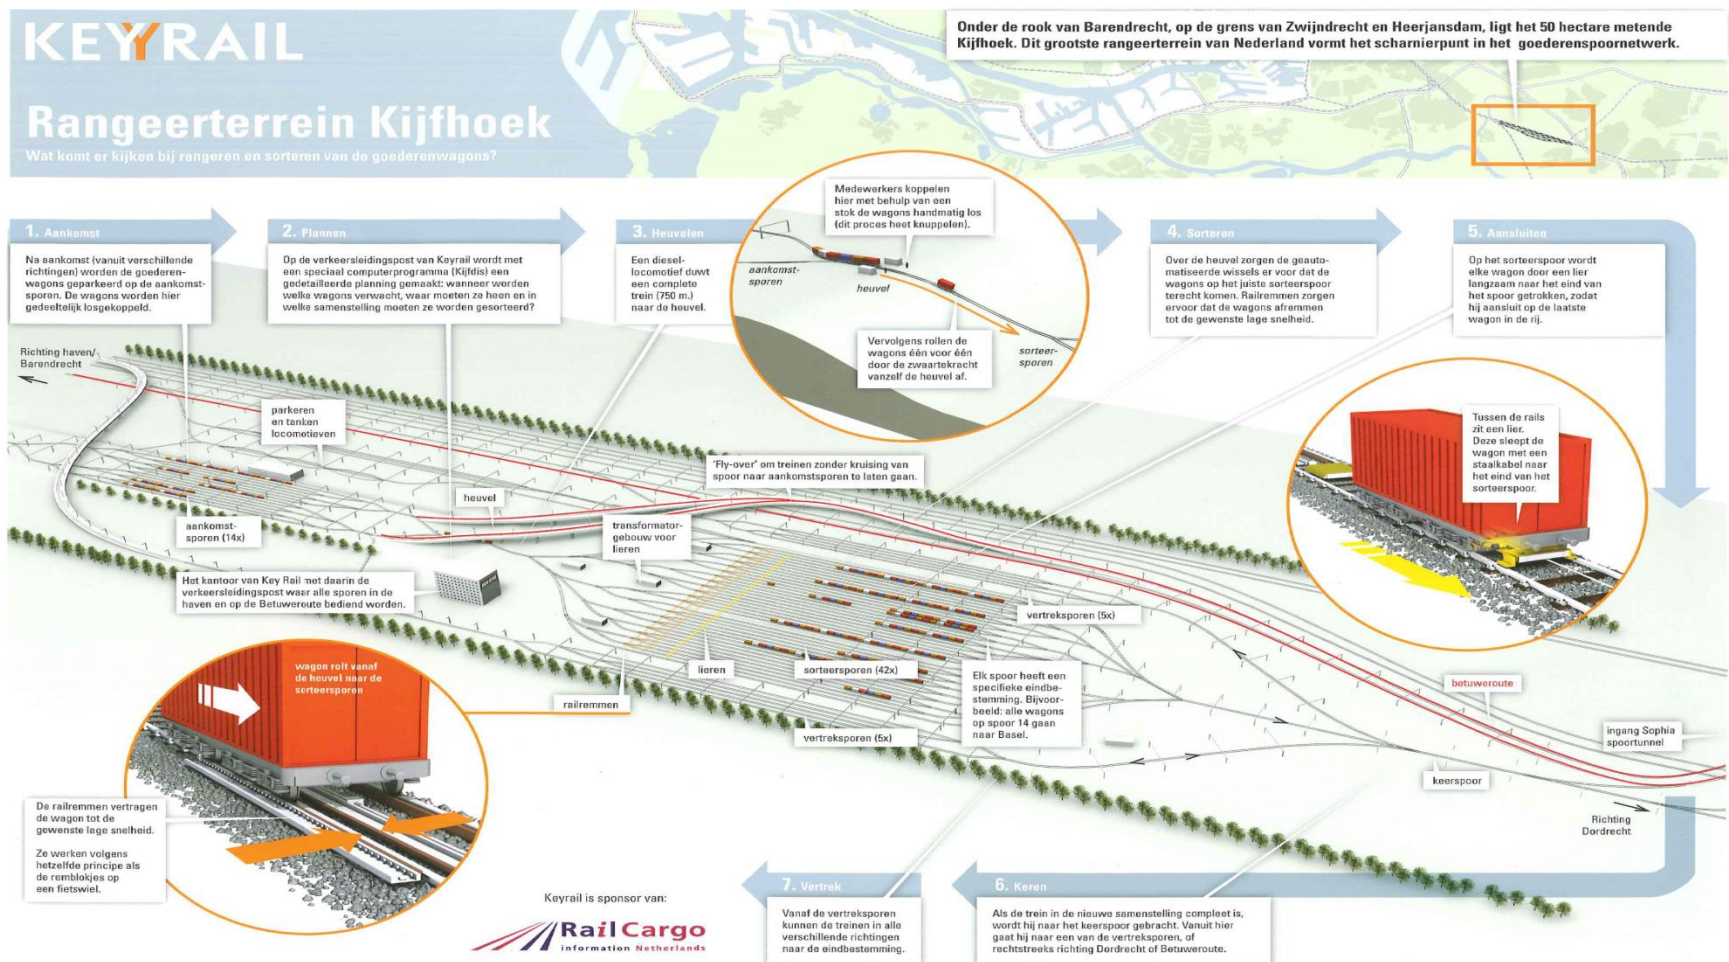 KEYRAIL
Rangeerterrein Kijfhoek
Wat komt er kijken bij rangeren en sorteren van de goederenwagons?
Onder de rook van Barendrecht, op de grens van Zwijndrecht en Heerjansdam, ligt het 50 hectare metende
Kijfhoek. Dit grootste rangeerterrein van Nederland vormt het scharnierpunt in het goederenspoornetwerk.
1. Aankomst
Na aankomst (vanuit verschillende
richtingen) worden de goederen-
wagons geparkeerd op de aankomst-
sporen. De wagons worden hier
gedeeltelijk losgekoppeld.
2. Plannen
Op de verkeersleidingspost van Keyrail wordt met
een speciaal computerprogramma (Kijfdis) een
gedetailleerde planning gemaakt: wanneer worden
welke wagons verwacht, waar moeten ze heen en in
welke samenstelling moeten ze worden gesorteerd?
3. Heuvelen
Een diesel-
locomotief duwt
een complete
trein (750 m.)
naar de heuvel.
Medewerkers koppelen
hier met behulp van een
stok de wagons handmatig los
(dit proces heet knuppelen).
aankomst-
sporen
heuvel
Vervolgens rollen de
wagons één voor één
door de zwaartekracht
vanzelf de heuvel af.
sorteer-
sporen
4. Sorteren
Over de heuvel zorgen de geauto-
matiseerde wissels er voor dat de
wagons op het juiste sorteerspoor
terecht komen. Railremmen zorgen
ervoor dat de wagons afremmen
tot de gewenste lage snelheid.
5. Aansluiten
Op het sorteerspoor wordt
elke wagon door een lier
langzaam naar het eind van
het spoor getrokken, zodat
hij aansluit op de laatste
wagon in de rij.
Tussen de rails
zit een lier.
Deze sleept de
wagon met een
staalkabel naar
het eind van het
sorteerspoor.
Richting haven/
Barendrecht
parkeren
en tanken
locomotieven
heuvel
'Fly-over' om treinen zonder kruising van
spoor naar aankomstsporen te laten gaan.
aankomst-
sporen (14x)
transformator-
gebouw voor
lieren
Het kantoor van Key Rail met daarin de
verkeersleidingspost waar alle sporen in de
haven en op de Betuweroute bediend worden.
KEY RAIL
vertreksporen (5x)
lieren
sorteersporen (42x)
Elk spoor heeft een
specifieke eindbe-
stemming. Bijvoor-
beeld: alle wagons
op spoor 14 gaan
naar Basel.
railremmen
vertreksporen (5x)
betuweroute
ingang Sophia
spoortunnel
keerspoor
Richting
Dordrecht
wagon rolt vanaf
de heuvel naar de
sorteersporen
De railremmen vertragen
de wagon tot de
gewenste lage snelheid.
Ze werken volgens
hetzelfde principe als
de remblokjes op
een fietswiel.
Keyrail is sponsor van:
RailCargo
information Netherlands
7. Vertrek
Vanaf de vertreksporen
kunnen de treinen in alle
verschillende richtingen
naar de eindbestemming.
6. Keren
Als de trein in de nieuwe samenstelling compleet is,
wordt hij naar het keerspoor gebracht. Vanuit hier
gaat hij naar een van de vertreksporen, of
rechtstreeks richting Dordrecht of Betuweroute.